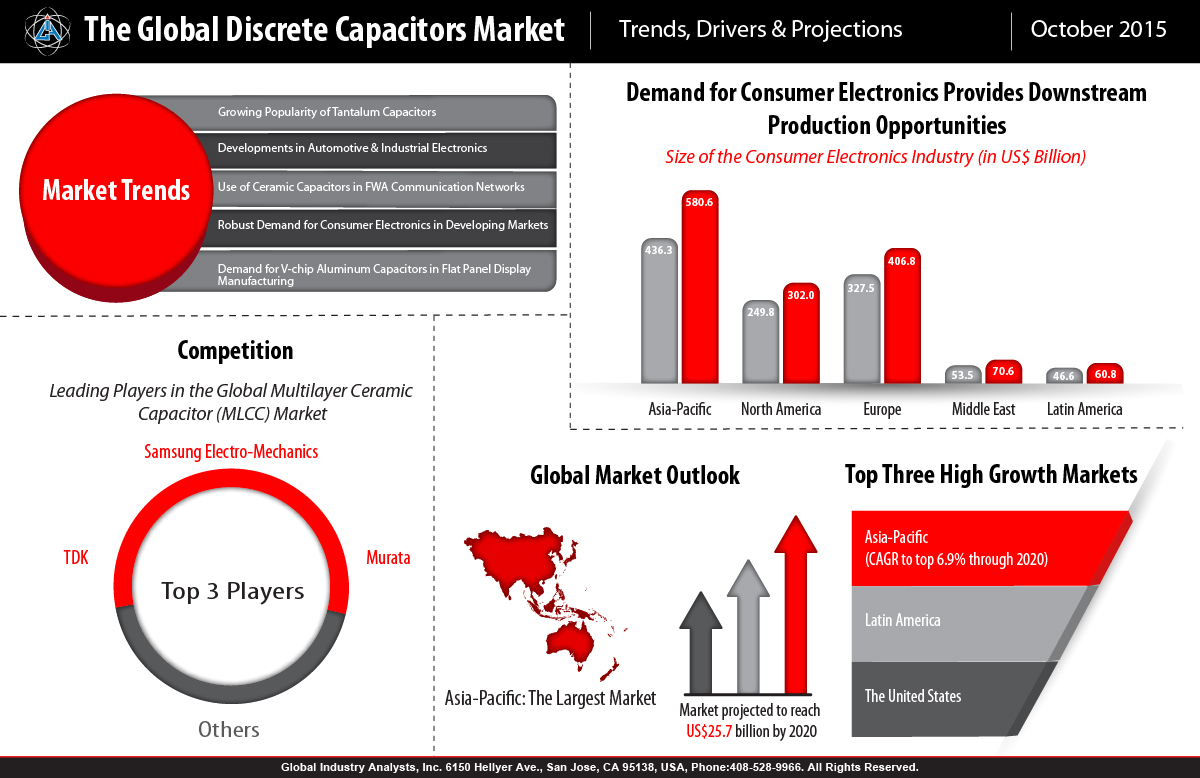 The Global Discrete Capacitors Market
Trends, Drivers & Projections
October 2015
Market Trends
Growing Popularity of Tantalum Capacitors
Developments in Automotive & Industrial Electronics
Use of Ceramic Capacitors in FWA Communication Networks
Robust Demand for Consumer Electronics in Developing Markets
Demand for V-chip Aluminum Capacitors in Flat Panel Display
Manufacturing
Demand for Consumer Electronics Provides Downstream
Production Opportunities
Size of the Consumer Electronics Industry (in US$ Billion)
436.3
580.6
249.8
302.0
327.5
406.8
53.5
70.6
46.6
60.8
Asia-Pacific
North America
Europe
Middle East
Latin America
Competition
Leading Players in the Global Multilayer Ceramic
Capacitor (MLCC) Market
Samsung Electro-Mechanics
TDK
Murata
Top 3 Players
Others
Global Market Outlook
Asia-Pacific: The Largest Market
Market projected to reach
US$25.7 billion by 2020
Top Three High Growth Markets
Asia-Pacific
(CAGR to top 6.9% through 2020)
Latin America
The United States
Global Industry Analysts, Inc. 6150 Hellyer Ave., San Jose, CA 95138, USA, Phone:408-528-9966. All Rights Reserved.